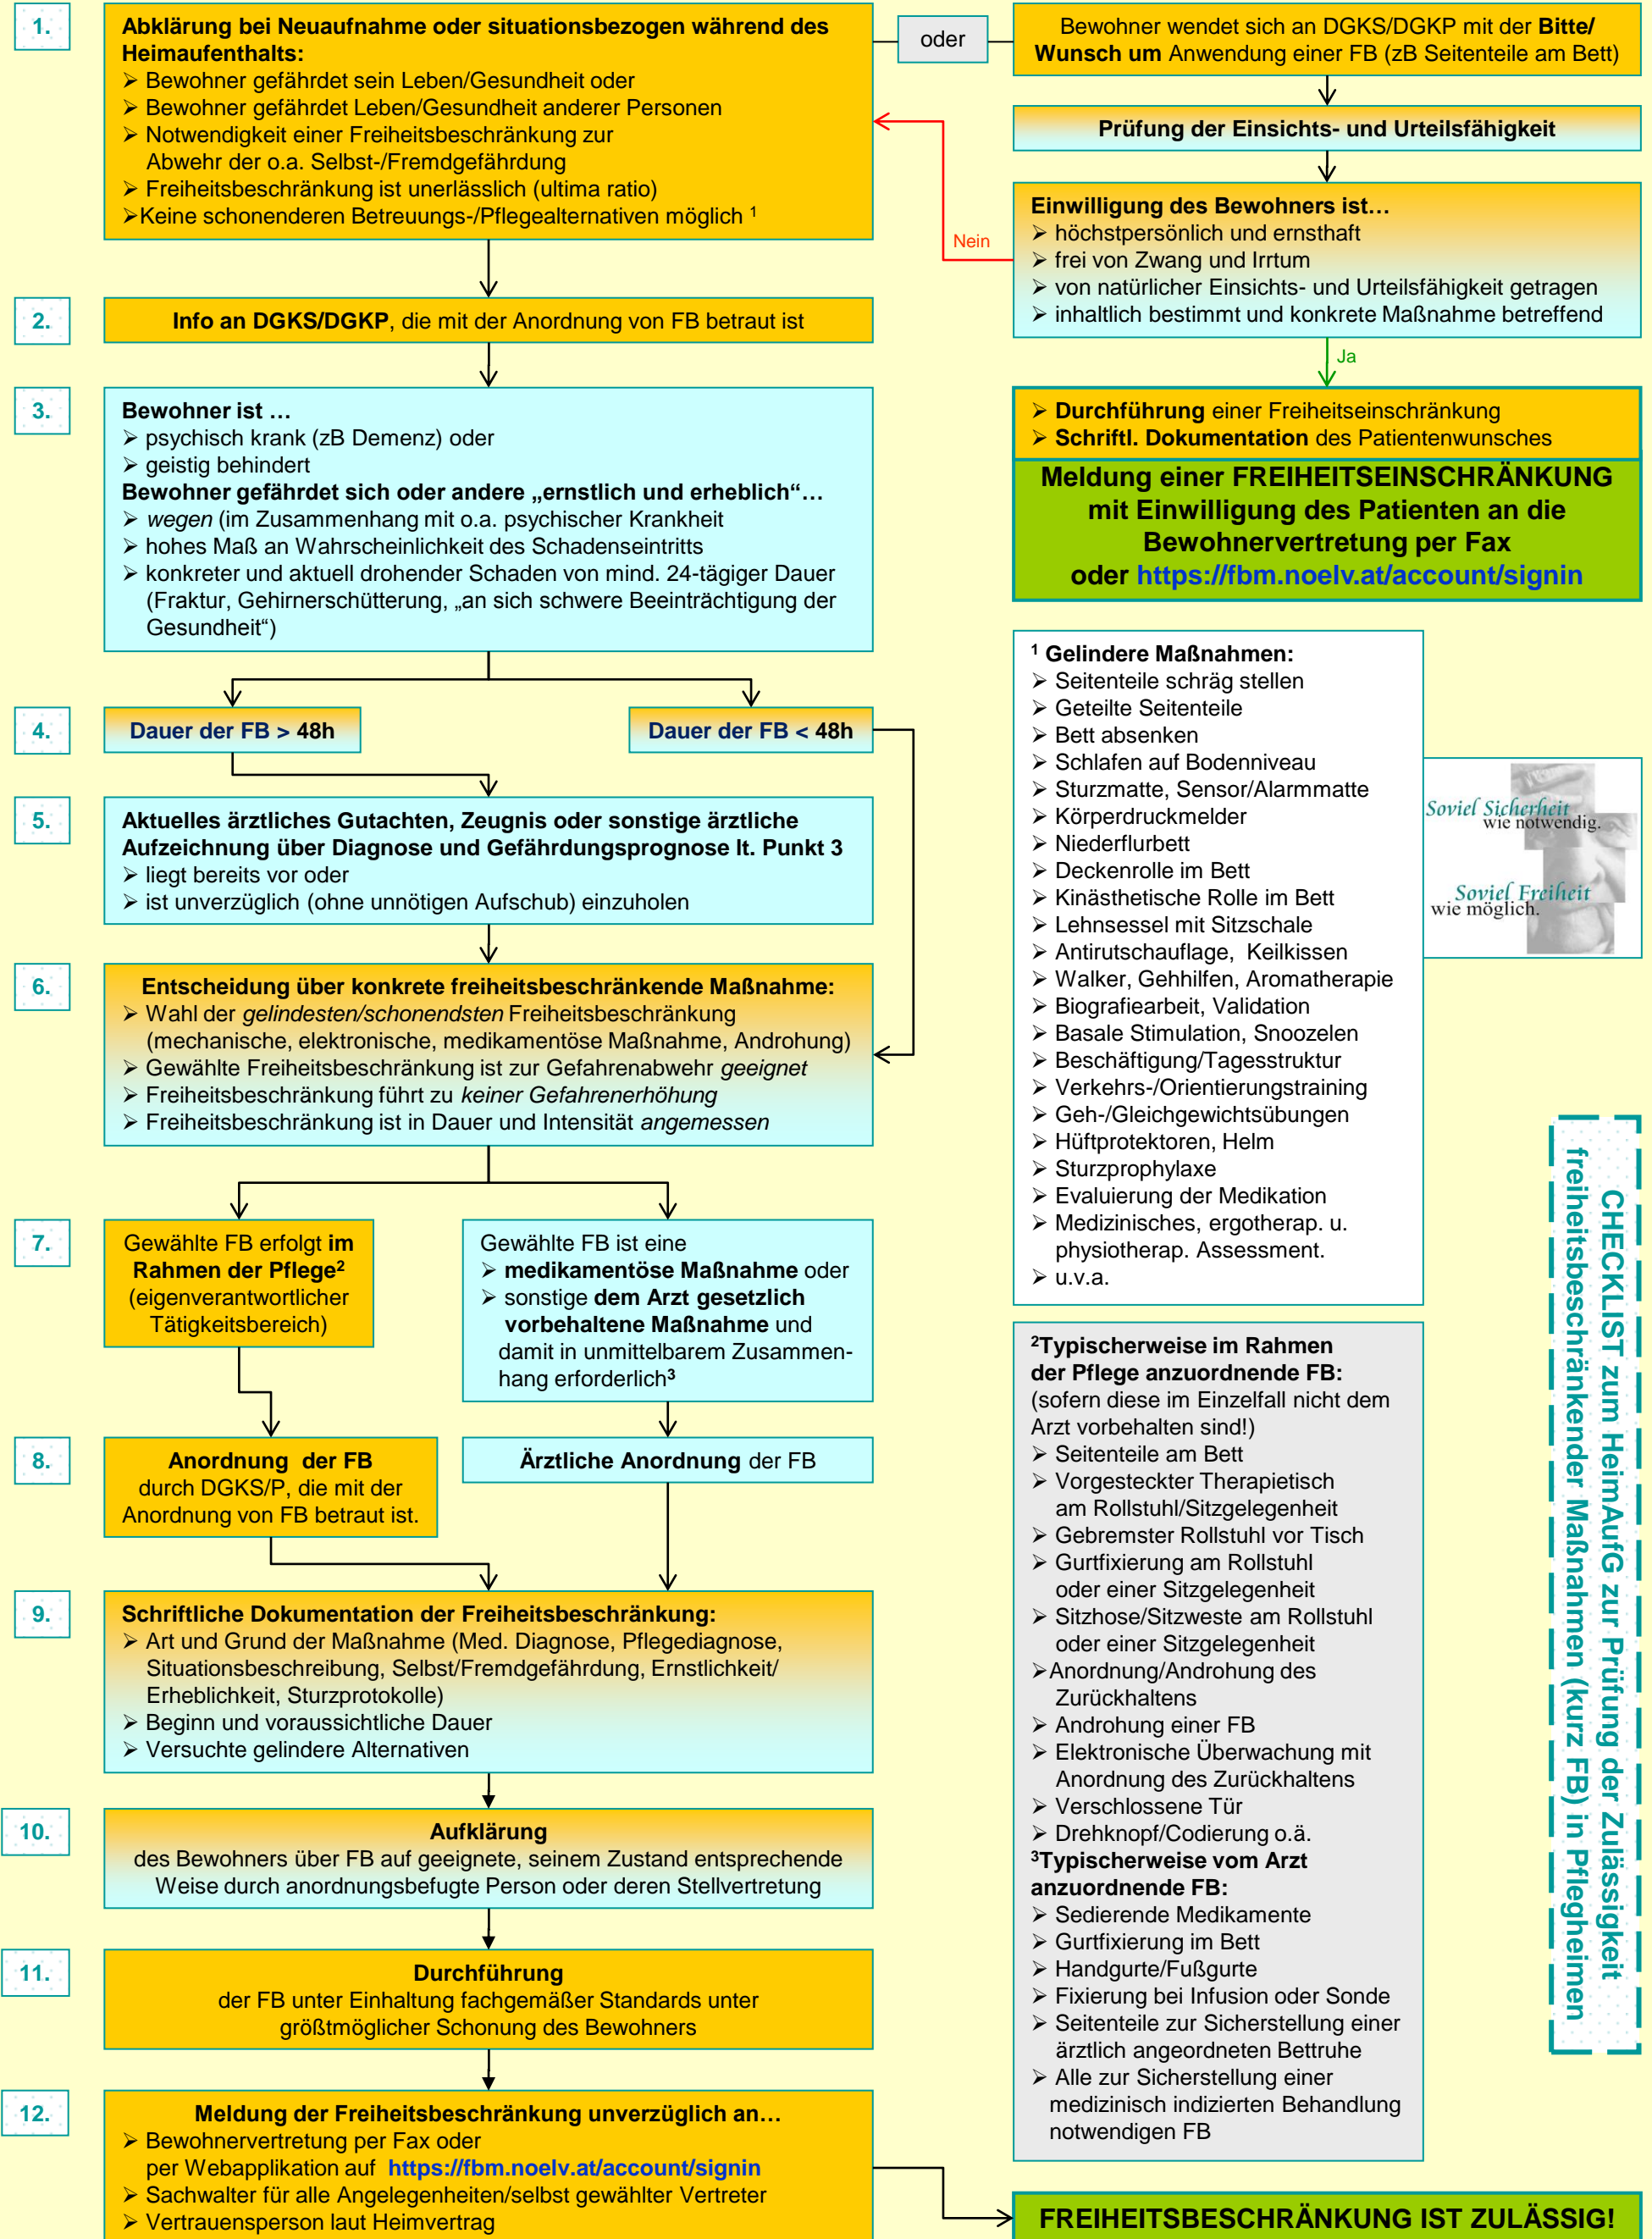 1.
Abklärung bei Neuaufnahme oder situationsbezogen während des
Heimaufenthalts:
➢ Bewohner gefährdet sein Leben/Gesundheit oder
➢ Bewohner gefährdet Leben/Gesundheit anderer Personen
➢ Notwendigkeit einer Freiheitsbeschränkung zur
Abwehr der o.a. Selbst-/Fremdgefährdung
➢ Freiheitsbeschränkung ist unerlässlich (ultima ratio)
➢Keine schonenderen Betreuungs-/Pflegealternativen möglich ¹
oder
Bewohner wendet sich an DGKS/DGKP mit der Bitte/
Wunsch um Anwendung einer FB (zB Seitenteile am Bett)
Prüfung der Einsichts- und Urteilsfähigkeit
Einwilligung des Bewohners ist…
➢ höchstpersönlich und ernsthaft
➢ frei von Zwang und Irrtum
➢ von natürlicher Einsichts- und Urteilsfähigkeit getragen
➢ inhaltlich bestimmt und konkrete Maßnahme betreffend
Nein
Ja
➢ Durchführung einer Freiheitseinschränkung
➢ Schriftl. Dokumentation des Patientenwunsches
Meldung einer FREIHEITSEINSCHRÄNKUNG
mit Einwilligung des Patienten an die
Bewohnervertretung per Fax
oder https://fbm.noelv.at/account/signin
2.
Info an DGKS/DGKP, die mit der Anordnung von FB betraut ist
3.
Bewohner ist …
➢ psychisch krank (zB Demenz) oder
➢ geistig behindert
Bewohner gefährdet sich oder andere „ernstlich und erheblich“…
➢ wegen (im Zusammenhang mit o.a. psychischer Krankheit
➢ hohes Maß an Wahrscheinlichkeit des Schadenseintritts
➢ konkreter und aktuell drohender Schaden von mind. 24-tägiger Dauer
(Fraktur, Gehirnerschütterung, „an sich schwere Beeinträchtigung der
Gesundheit“)
4.
Dauer der FB > 48h
Dauer der FB < 48h
5.
Aktuelles ärztliches Gutachten, Zeugnis oder sonstige ärztliche
Aufzeichnung über Diagnose und Gefährdungsprognose lt. Punkt 3
➢ liegt bereits vor oder
➢ ist unverzüglich (ohne unnötigen Aufschub) einzuholen
6.
Entscheidung über konkrete freiheitsbeschränkende Maßnahme:
➢ Wahl der gelindesten/schonendsten Freiheitsbeschränkung
(mechanische, elektronische, medikamentöse Maßnahme, Androhung)
➢ Gewählte Freiheitsbeschränkung ist zur Gefahrenabwehr geeignet
➢ Freiheitsbeschränkung führt zu keiner Gefahrenerhöhung
➢ Freiheitsbeschränkung ist in Dauer und Intensität angemessen
7.
Gewählte FB erfolgt im
Rahmen der Pflege²
(eigenverantwortlicher
Tätigkeitsbereich)
Gewählte FB ist eine
➢ medikamentöse Maßnahme oder
➢ sonstige dem Arzt gesetzlich
vorbehaltene Maßnahme und
damit in unmittelbarem Zusammen-
hang erforderlich³
8.
Anordnung der FB
durch DGKS/P, die mit der
Anordnung von FB betraut ist.
Ärztliche Anordnung der FB
9.
Schriftliche Dokumentation der Freiheitsbeschränkung:
➢ Art und Grund der Maßnahme (Med. Diagnose, Pflegediagnose,
Situationsbeschreibung, Selbst/Fremdgefährdung, Ernstlichkeit/
Erheblichkeit, Sturzprotokolle)
➢ Beginn und voraussichtliche Dauer
➢ Versuchte gelindere Alternativen
10.
Aufklärung
des Bewohners über FB auf geeignete, seinem Zustand entsprechende
Weise durch anordnungsbefugte Person oder deren Stellvertretung
11.
Durchführung
der FB unter Einhaltung fachgemäßer Standards unter
größtmöglicher Schonung des Bewohners
12.
Meldung der Freiheitsbeschränkung unverzüglich an…
➢ Bewohnervertretung per Fax oder
per Webapplikation auf https://fbm.noelv.at/account/signin
➢ Sachwalter für alle Angelegenheiten/selbst gewählter Vertreter
➢ Vertrauensperson laut Heimvertrag
¹ Gelindere Maßnahmen:
➢ Seitenteile schräg stellen
➢ Geteilte Seitenteile
➢ Bett absenken
➢ Schlafen auf Bodenniveau
➢ Sturzmatte, Sensor/Alarmmatte
➢ Körperdruckmelder
➢ Niederflurbett
➢ Deckenrolle im Bett
➢ Kinästhetische Rolle im Bett
➢ Lehnsessel mit Sitzschale
➢ Antirutschauflage, Keilkissen
➢ Walker, Gehhilfen, Aromatherapie
➢ Biografiearbeit, Validation
➢ Basale Stimulation, Snoozelen
➢ Beschäftigung/Tagesstruktur
➢ Verkehrs-/Orientierungstraining
➢ Geh-/Gleichgewichtsübungen
➢ Hüftprotektoren, Helm
➢ Sturzprophylaxe
➢ Evaluierung der Medikation
➢ Medizinisches, ergotherap. u.
physiotherap. Assessment.
➢ u.v.a.
Soviel Sicherheit
wie notwendig.
Soviel Freiheit
wie möglich.
²Typischerweise im Rahmen
der Pflege anzuordnende FB:
(sofern diese im Einzelfall nicht dem
Arzt vorbehalten sind!)
➢ Seitenteile am Bett
➢ Vorgesteckter Therapietisch
am Rollstuhl/Sitzgelegenheit
➢ Gebremster Rollstuhl vor Tisch
➢ Gurtfixierung am Rollstuhl
oder einer Sitzgelegenheit
➢ Sitzhose/Sitzweste am Rollstuhl
oder einer Sitzgelegenheit
➢Anordnung/Androhung des
Zurückhaltens
➢ Androhung einer FB
➢ Elektronische Überwachung mit
Anordnung des Zurückhaltens
➢ Verschlossene Tür
➢ Drehknopf/Codierung o.ä.
³Typischerweise vom Arzt
anzuordnende FB:
➢ Sedierende Medikamente
➢ Gurtfixierung im Bett
➢ Handgurte/Fußgurte
➢ Fixierung bei Infusion oder Sonde
➢ Seitenteile zur Sicherstellung einer
ärztlich angeordneten Bettruhe
➢ Alle zur Sicherstellung einer
medizinisch indizierten Behandlung
notwendigen FB
FREIHEITSBESCHRÄNKUNG IST ZULÄSSIG!
CHECKLIST zum HeimAufG zur Prüfung der Zulässigkeit
freiheitsbeschränkender Maßnahmen (kurz FB) in Pflegheimen